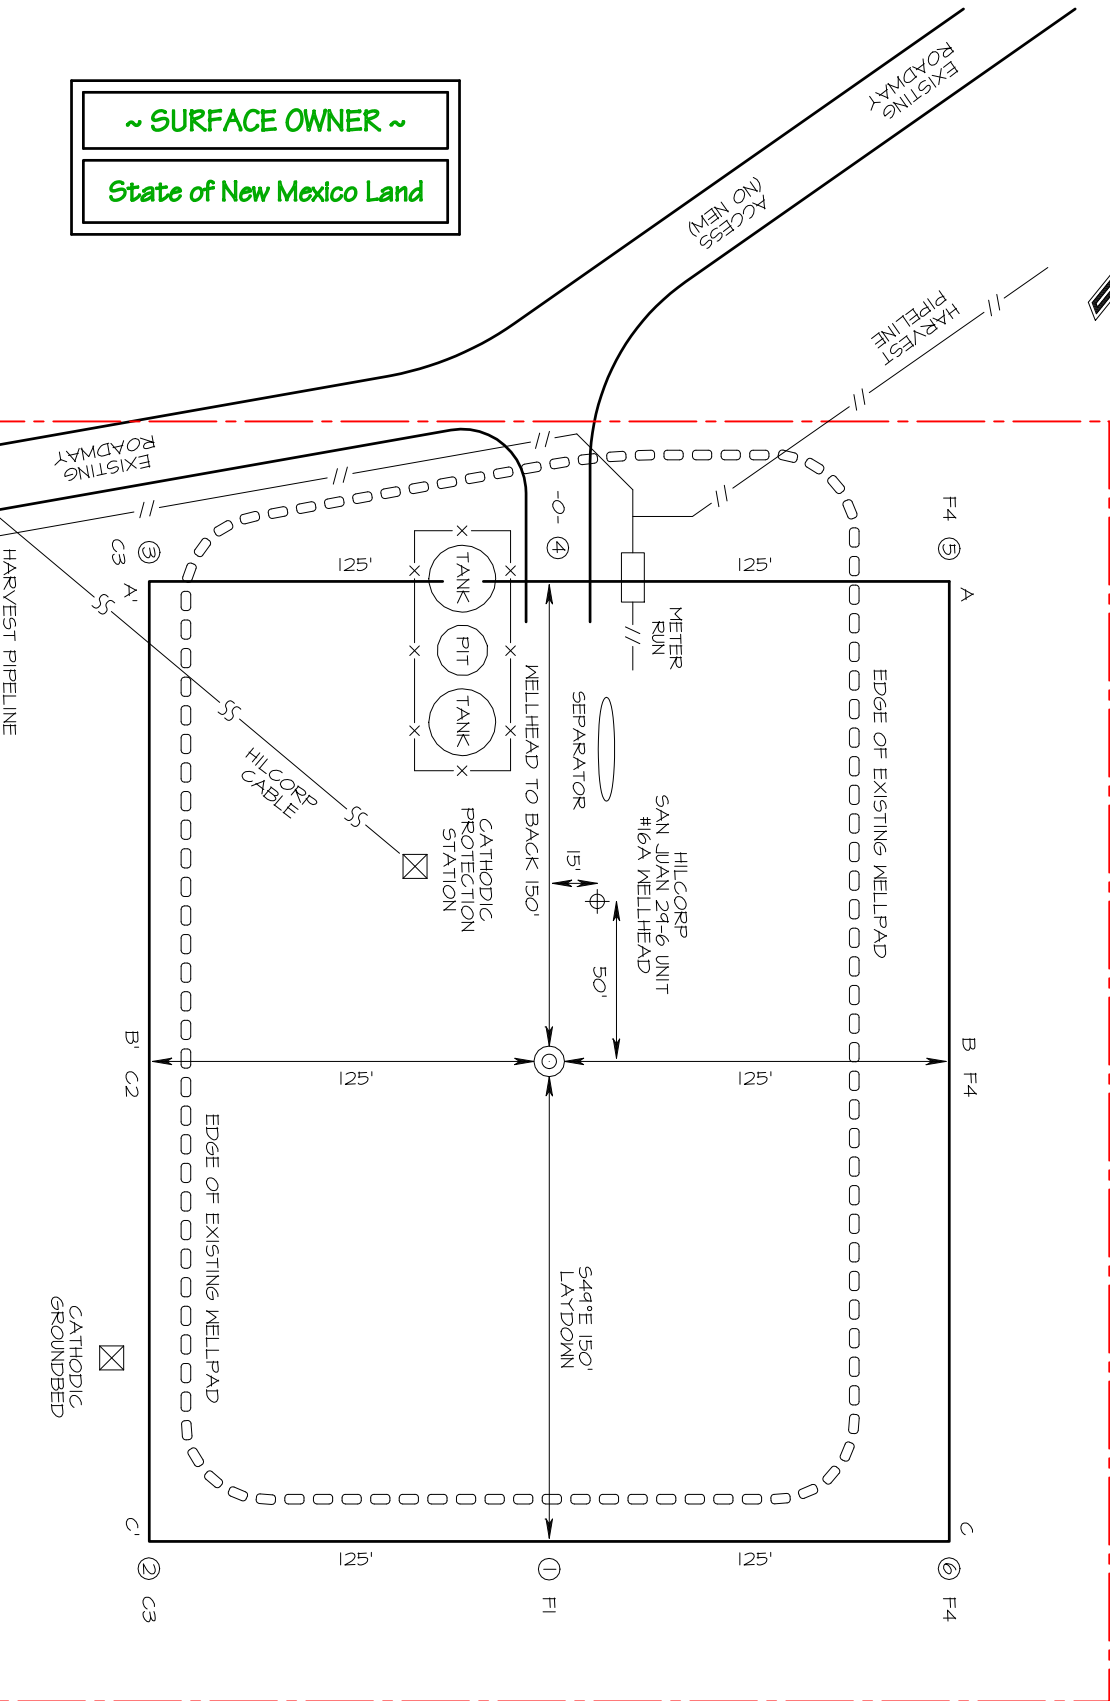 ~ SURFACE OWNER ~
State of New Mexico Land
EXISTING
ROADWAY
ACCESS
(NO NEW)
HARVEST
PIPELINE
EXISTING
ROADWAY
HARVEST PIPELINE
C3 ③
A'
125'
-0- ④
125'
F4 ⑤
A
TANK
PIT
TANK
METER
RUN
SEPARATOR
WELLHEAD TO BACK 150'
EDGE OF EXISTING WELLPAD
HILCORP
CABLE
CATHODIC
PROTECTION
STATION
HILCORP
SAN JUAN 29-6 UNIT
#16A WELLHEAD
15'
50'
B' C2
125'
125'
B F4
EDGE OF EXISTING WELLPAD
S49°E 150'
LAYDOWN
CATHODIC
GROUNDBED
C'
C
125'
125'
② C3
① F1
⑥ F4